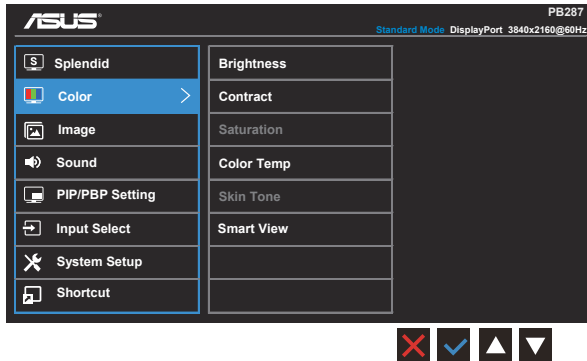 ASUS
PB287
Standard Mode DisplayPort 3840x2160@60Hz
S Splendid
Color
Image
Sound
PIP/PBP Setting
Input Select
System Setup
Shortcut
Brightness
Contract
Saturation
Color Temp
Skin Tone
Smart View